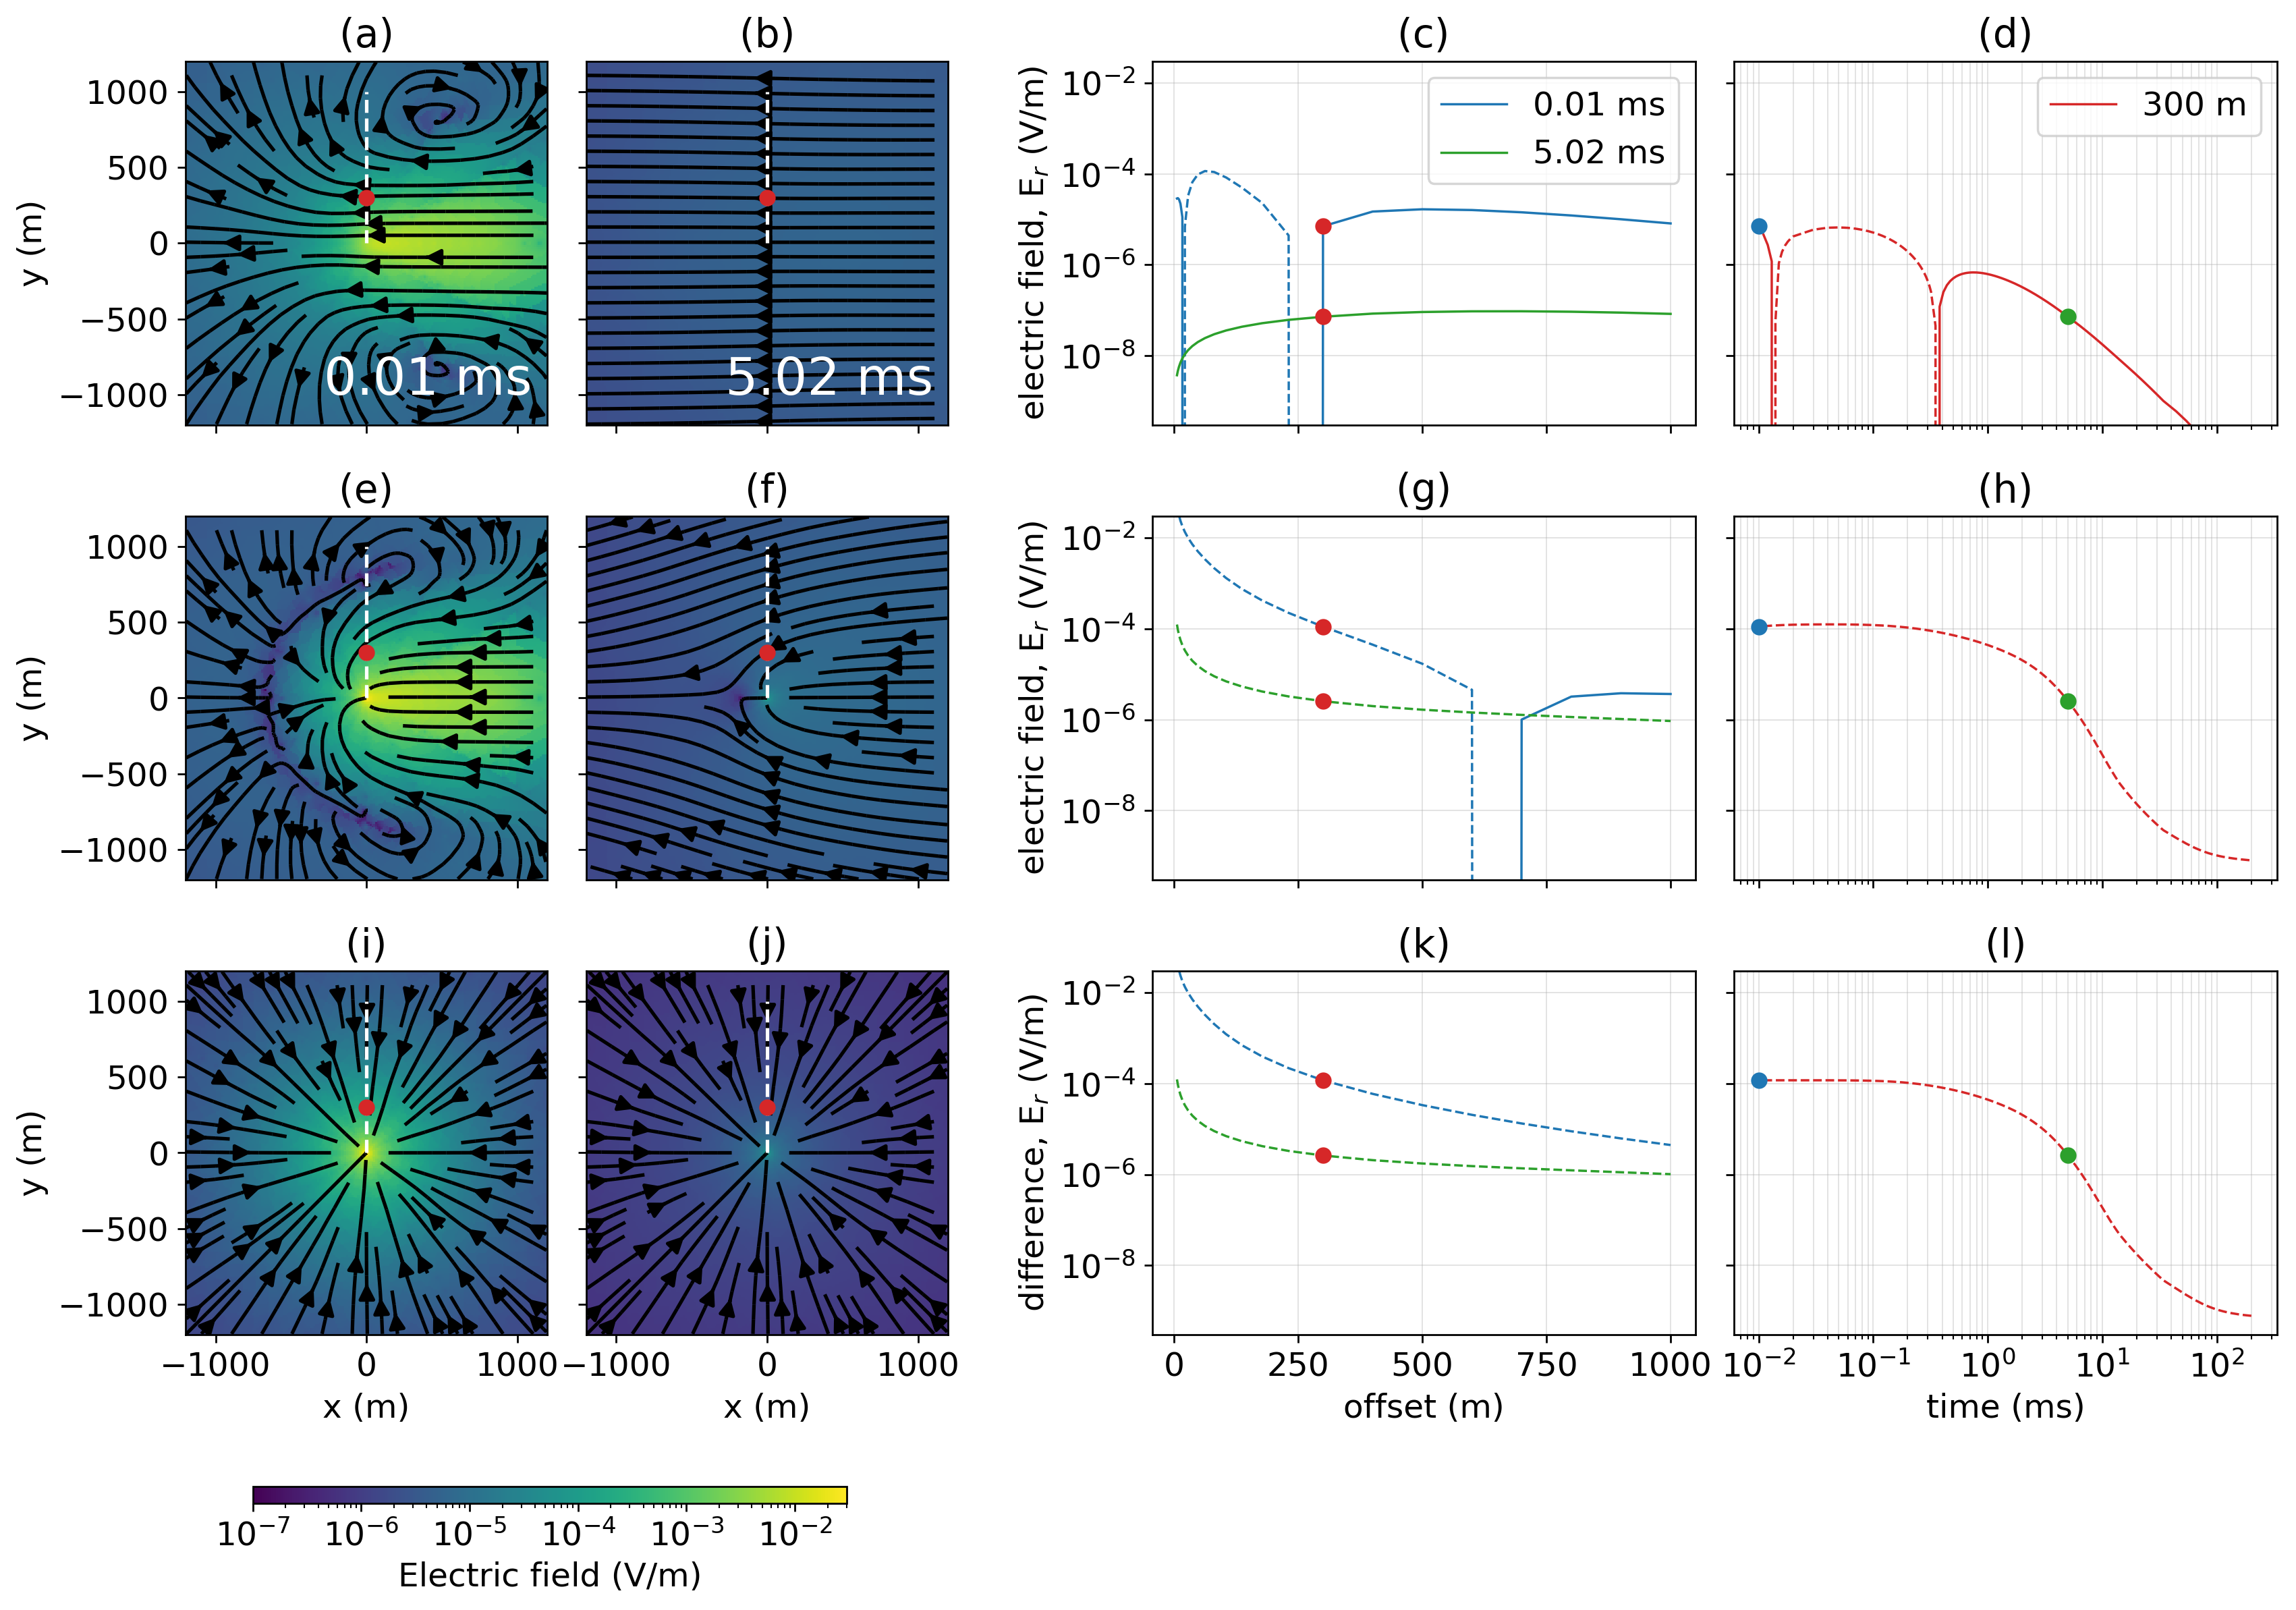 (a)
(b)
(c)
(d)
1000
500
0
−500
−1000
y (m)
0.01 ms
5.02 ms
electric field, E_r (V/m)
10⁻²
10⁻⁴
10⁻⁶
10⁻⁸
0.01 ms
5.02 ms
300 m
(e)
(f)
(g)
(h)
1000
500
0
−500
−1000
y (m)
electric field, E_r (V/m)
10⁻²
10⁻⁴
10⁻⁶
10⁻⁸
(i)
(j)
(k)
(l)
1000
500
0
−500
−1000
y (m)
−1000 0 1000
x (m)
−1000 0 1000
x (m)
difference, E_r (V/m)
10⁻²
10⁻⁴
10⁻⁶
10⁻⁸
0 250 500 750 1000
offset (m)
10⁻² 10⁻¹ 10⁰ 10¹ 10²
time (ms)
10⁻⁷ 10⁻⁶ 10⁻⁵ 10⁻⁴ 10⁻³ 10⁻²
Electric field (V/m)